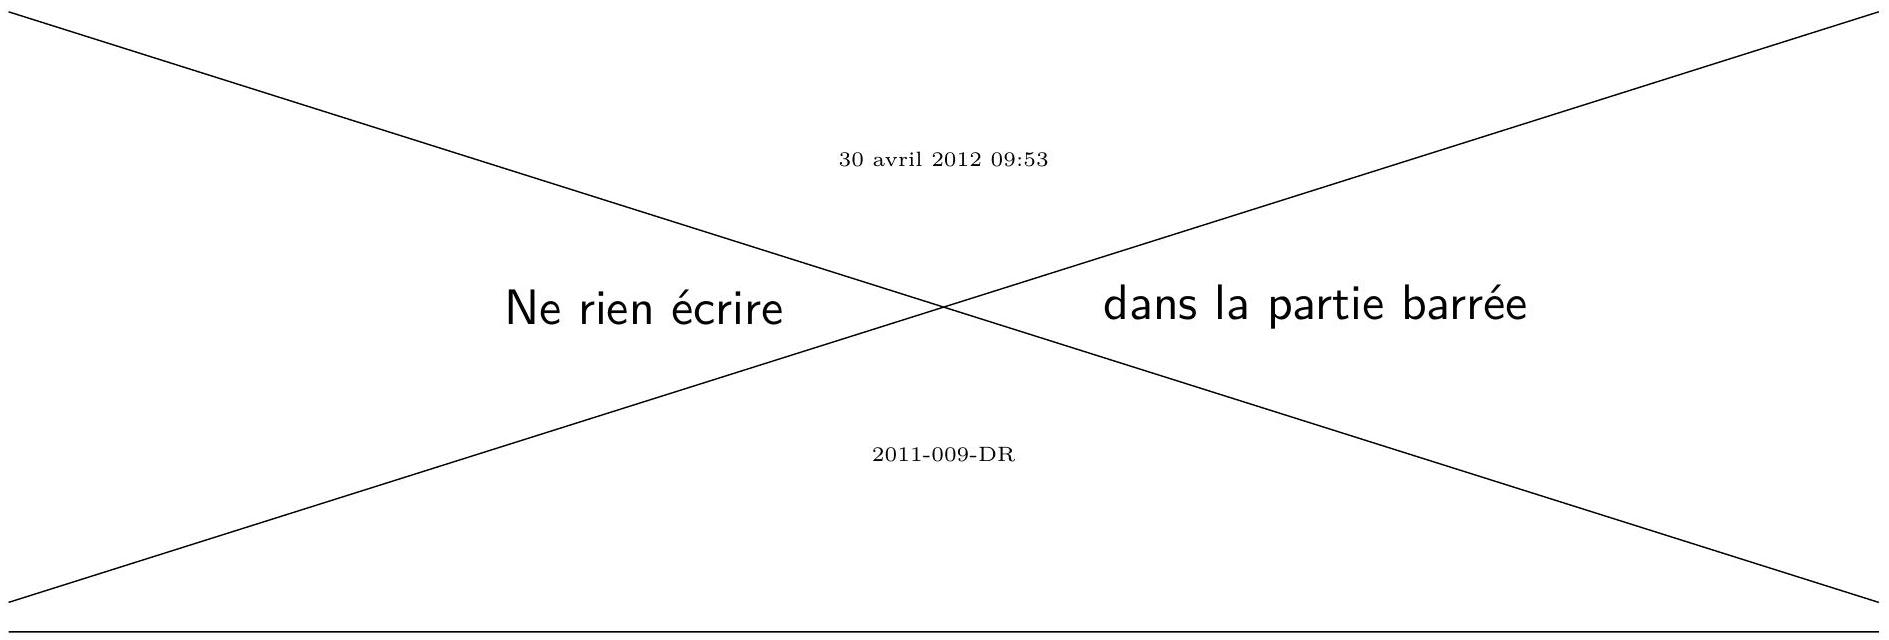 30 avril 2012 09:53
Ne rien écrire dans la partie barrée
2011-009-DR